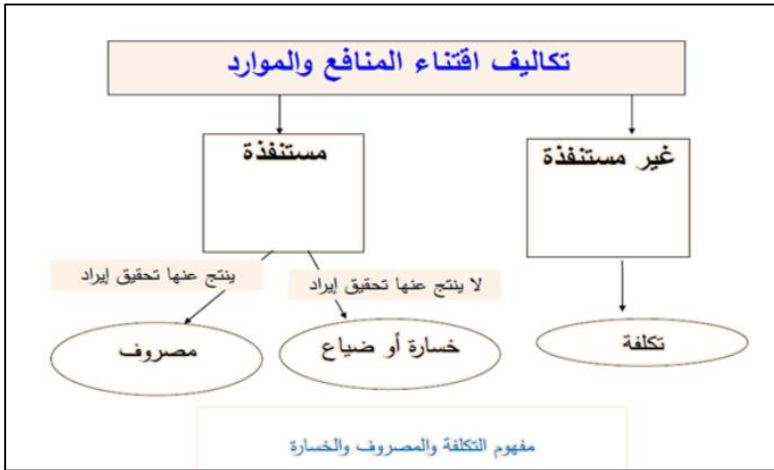 تكاليف اقتناء المنافع والموارد
غير مستنفذة
مستنفذة
ينتج عنها تحقيق إيراد
لا ينتج عنها تحقيق إيراد
تكلفة
خسارة أو ضياع
مصروف
مفهوم التكلفة والمصروف والخسارة